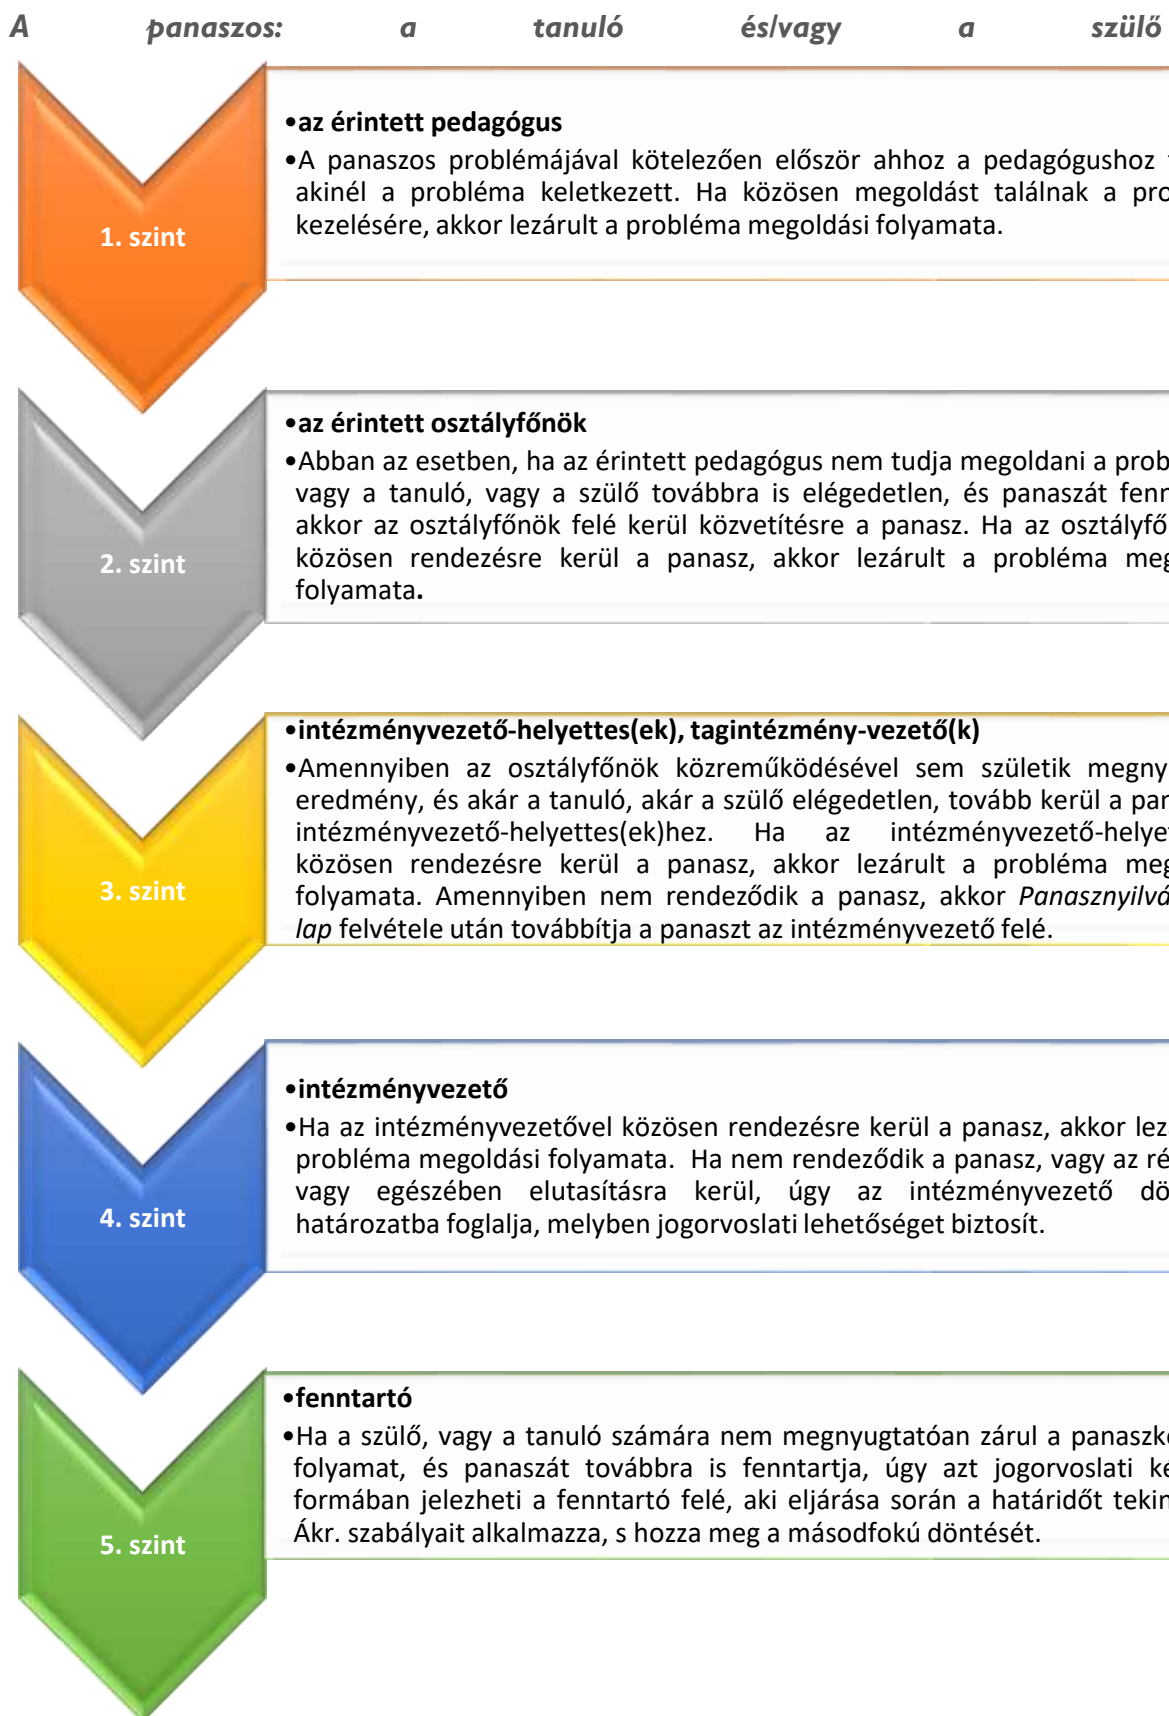 A panaszos: a tanuló és/vagy a szülő
•az érintett pedagógus
•A panaszos problémájával kötelezően először ahhoz a pedagógushoz
akinél a probléma keletkezett. Ha közösen megoldást találnak a
kezelésére, akkor lezárult a probléma megoldási folyamata.
1. szint
•az érintett osztályfőnök
•Abban az esetben, ha az érintett pedagógus nem tudja megoldani a
vagy a tanuló, vagy a szülő továbbra is elégedetlen, és panaszát
akkor az osztályfőnök felé kerül közvetítésre a panasz. Ha az
közösen rendezésre kerül a panasz, akkor lezárult a probléma
folyamata.
2. szint
•intézményvezető-helyettes(ek), tagintézmény-vezető(k)
•Amennyiben az osztályfőnök közreműködésével sem születik
eredmény, és akár a tanuló, akár a szülő elégedetlen, tovább kerül a
intézményvezető-helyettes(ek)hez. Ha az
közösen rendezésre kerül a panasz, akkor lezárult a probléma
folyamata. Amennyiben nem rendeződik a panasz, akkor
lap felvétele után továbbítja a panaszt az intézményvezető felé.
3. szint
•intézményvezető
•Ha az intézményvezetővel közösen rendezésre kerül a panasz, akkor
probléma megoldási folyamata. Ha nem rendeződik a panasz, vagy az
vagy egészében elutasításra kerül, úgy az intézményvezető
határozatba foglalja, melyben jogorvoslati lehetőséget biztosít.
4. szint
•fenntartó
•Ha a szülő, vagy a tanuló számára nem megnyugtatóan zárul a
folyamat, és panaszát továbbra is fenntartja, úgy azt jogorvoslati
formában jelezheti a fenntartó felé, aki eljárása során a határidőt
Ákr. szabályait alkalmazza, s hozza meg a másodfokú döntését.
5. szint